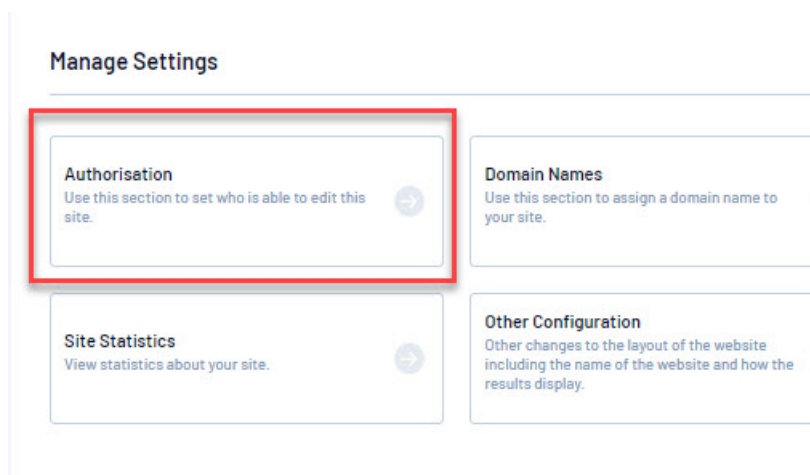 Manage Settings
Authorisation
Use this section to set who is able to edit this
site.
Domain Names
Use this section to assign a domain name to
your site.
Site Statistics
View statistics about your site.
Other Configuration
Other changes to the layout of the website
including the name of the website and how the
results display.